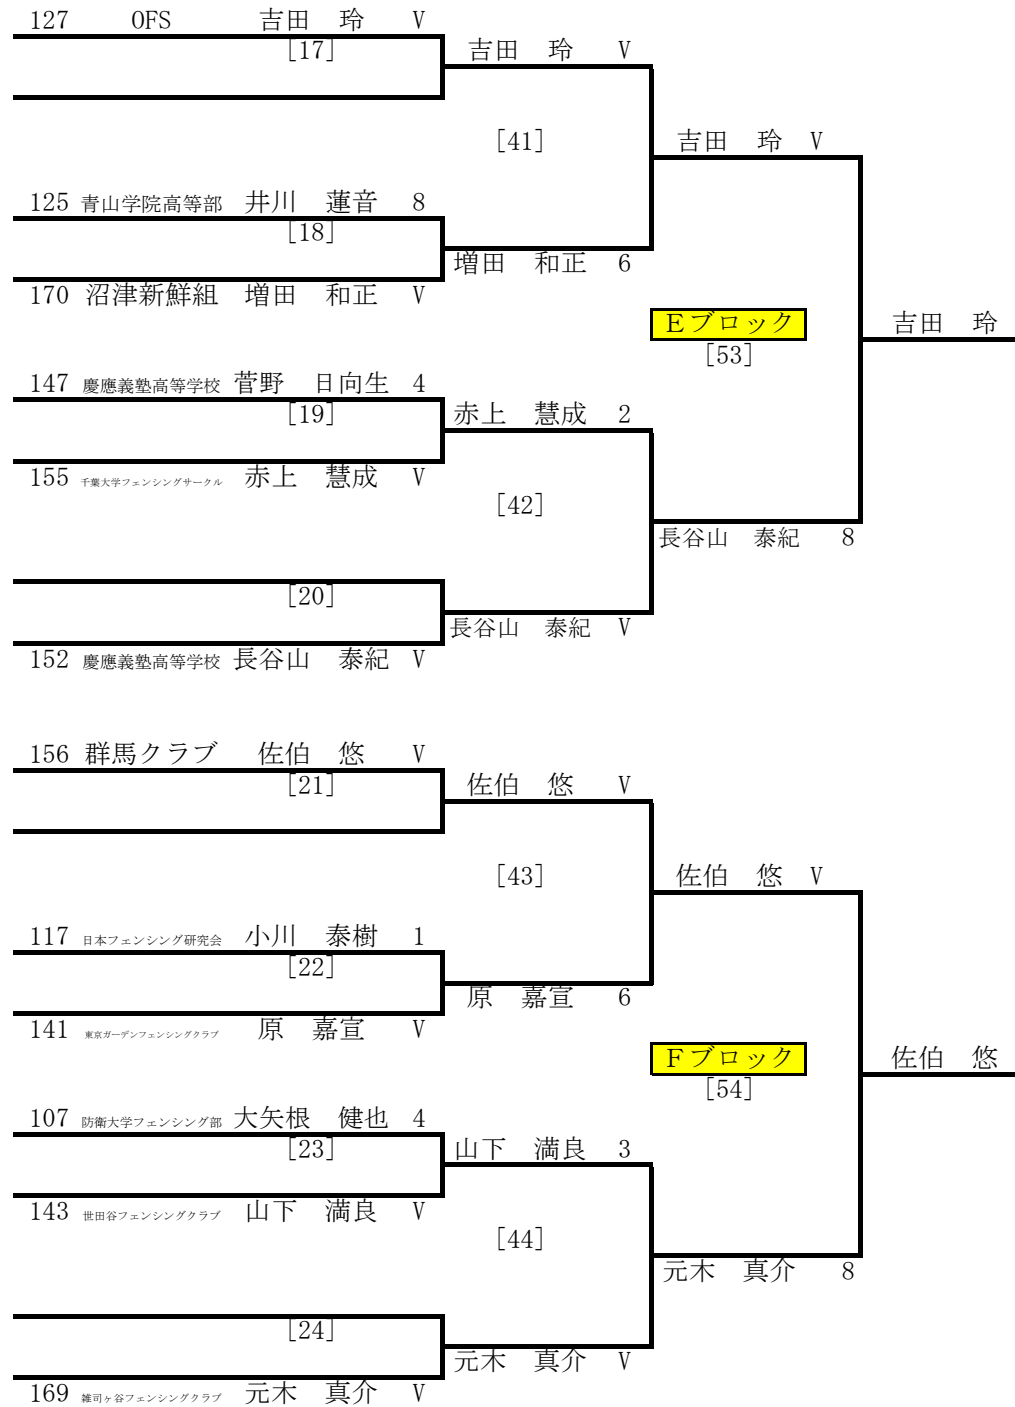 127 OFS 吉田 玲 V
[17] 吉田 玲 V
[41] 吉田 玲 V
125 青山学院高等部 井川 蓮音 8
[18]
増田 和正 6
170 沼津新鮮組 増田 和正 V
Eブロック 吉田 玲
[53]
147 慶應義塾高等学校 菅野 日向生 4
[19] 赤上 慧成 2
155 千葉大学フェンシングサークル 赤上 慧成 V
[42]
長谷山 泰紀 8
[20]
長谷山 泰紀 V
152 慶應義塾高等学校 長谷山 泰紀 V
156 群馬クラブ 佐伯 悠 V
[21] 佐伯 悠 V
[43] 佐伯 悠 V
117 日本フェンシング研究会 小川 泰樹 1
[22]
原 嘉宣 6
141 東京ガーデンフェンシングクラブ 原 嘉宣 V
Fブロック 佐伯 悠
[54]
107 防衛大学フェンシング部 大矢根 健也 4
[23] 山下 満良 3
143 世田谷フェンシングクラブ 山下 満良 V
[44]
元木 真介 8
[24]
元木 真介 V
169 雑司ヶ谷フェンシングクラブ 元木 真介 V